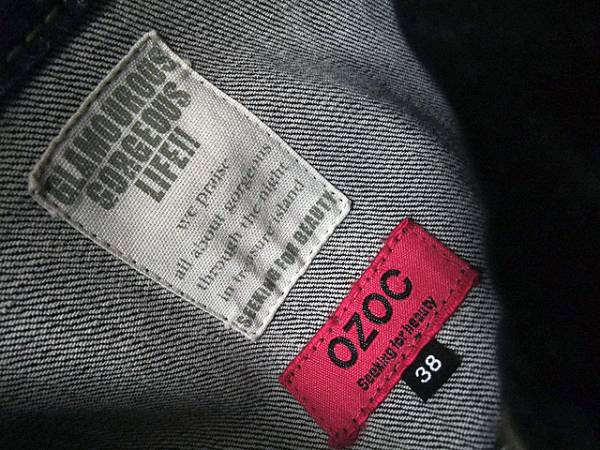 GLAMOUROUS
GORGEOUS
LIFE!!
we praise
all about gorgeous
through the night
in treasure island
SEEKING FOR BEAUTY
OZOC
Seeking for beauty
38